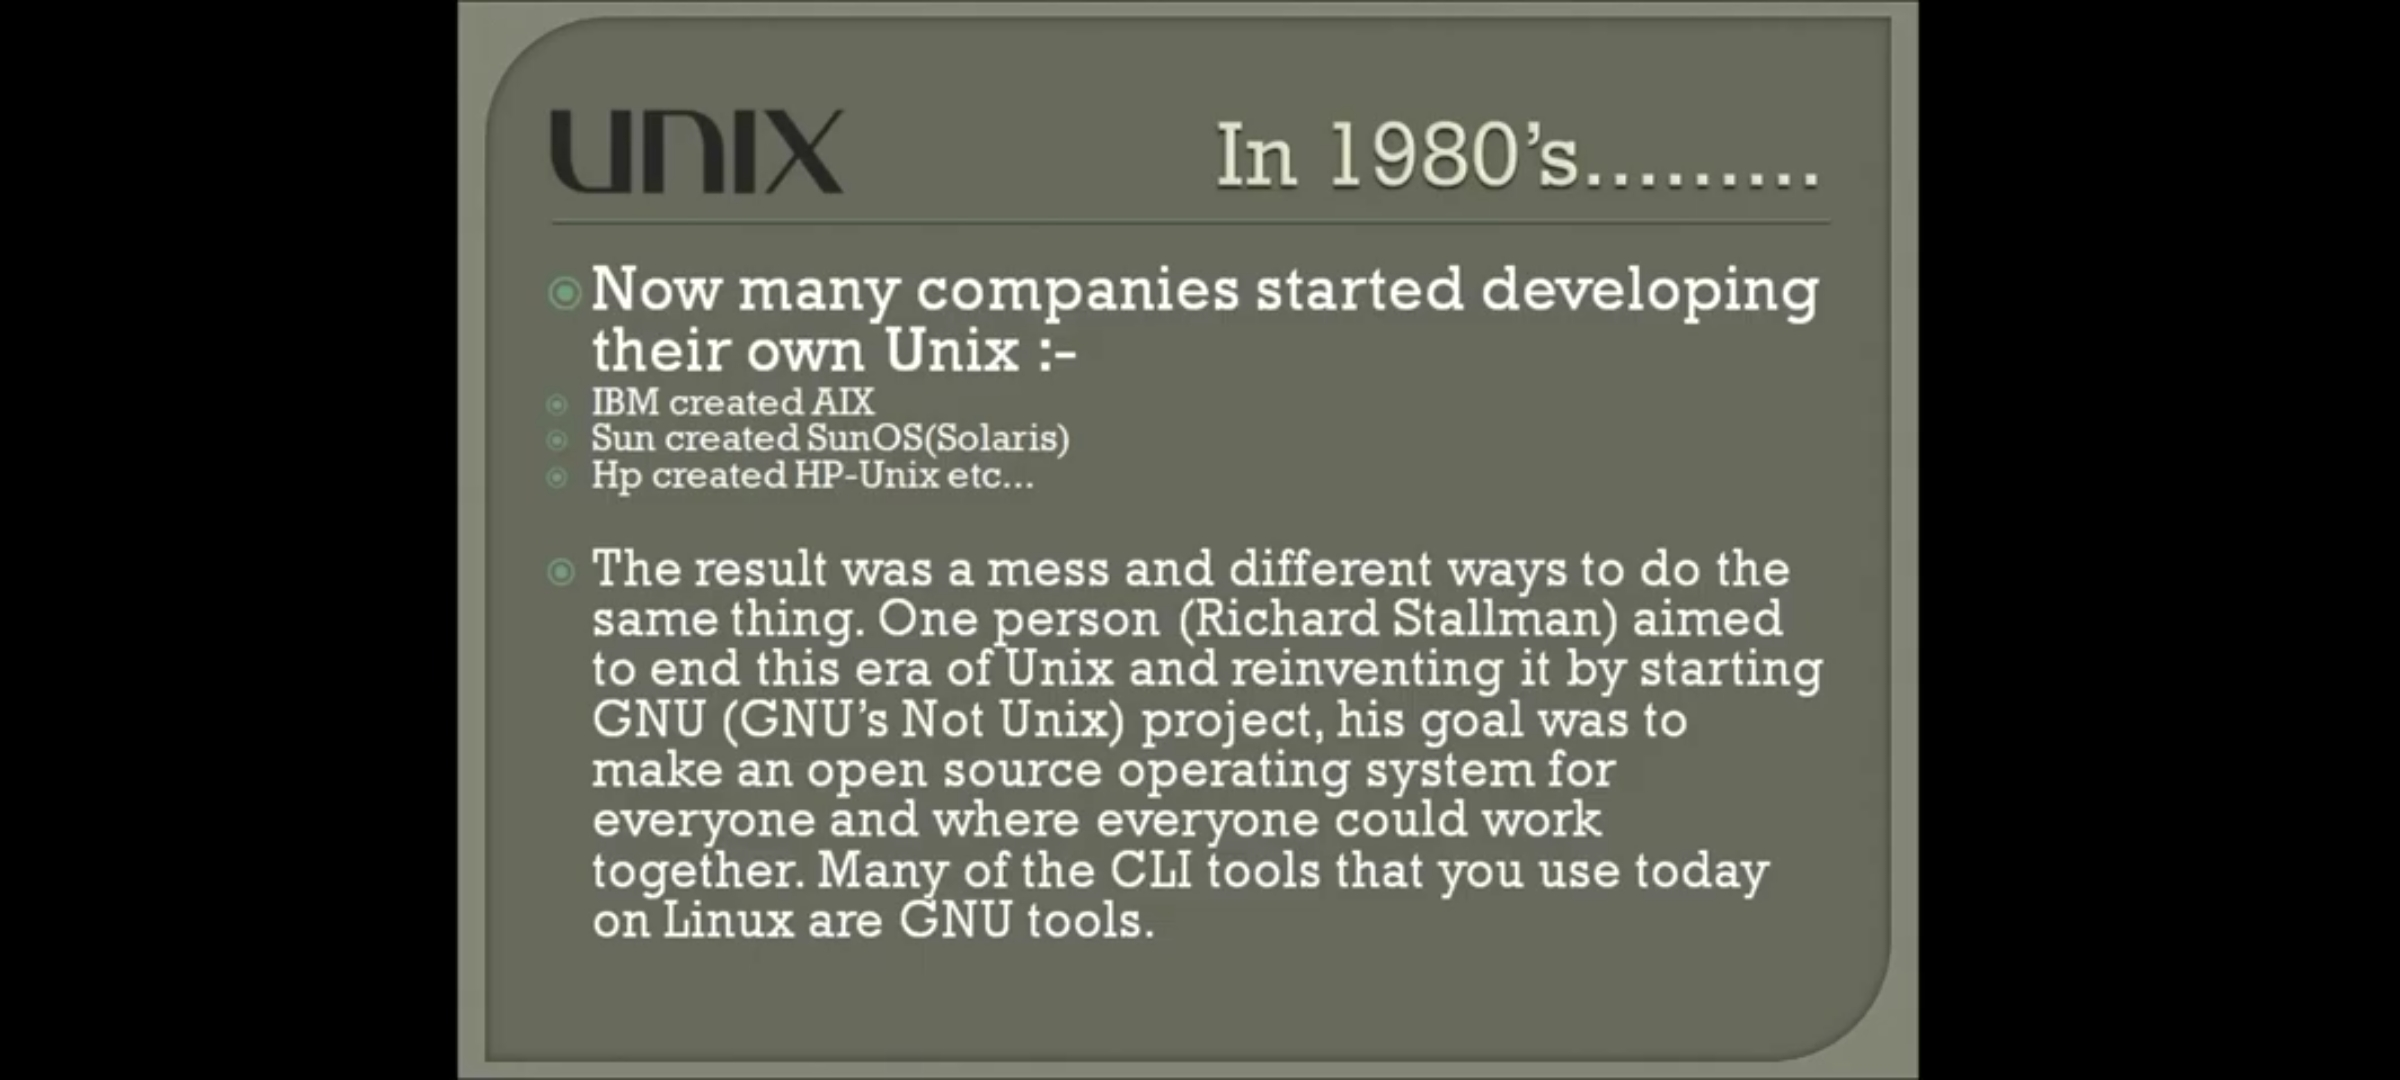 UNIX
In 1980’s.........
Now many companies started developing
their own Unix :-
IBM created AIX
Sun created SunOS(Solaris)
Hp created HP-Unix etc...
The result was a mess and different ways to do the
same thing. One person (Richard Stallman) aimed
to end this era of Unix and reinventing it by starting
GNU (GNU’s Not Unix) project, his goal was to
make an open source operating system for
everyone and where everyone could work
together. Many of the CLI tools that you use today
on Linux are GNU tools.